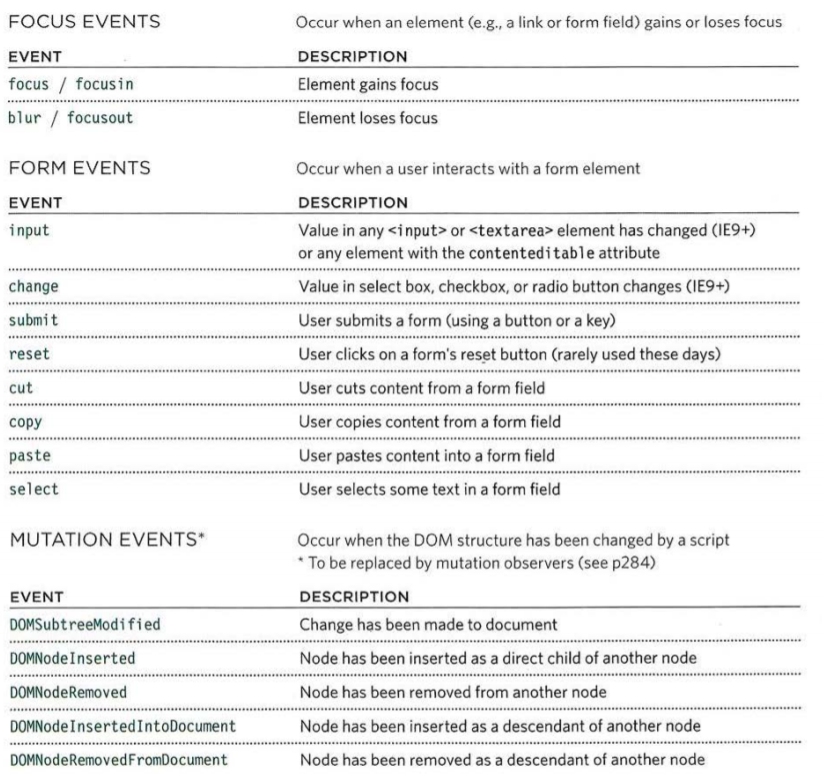 FOCUS EVENTS Occur when an element (e.g., a link or form field) gains or loses focus
EVENT DESCRIPTION
focus / focusin Element gains focus
blur / focusout Element loses focus
FORM EVENTS Occur when a user interacts with a form element
EVENT DESCRIPTION
input Value in any <input> or <textarea> element has changed (IE9+)
or any element with the contenteditable attribute
change Value in select box, checkbox, or radio button changes (IE9+)
submit User submits a form (using a button or a key)
reset User clicks on a form's reset button (rarely used these days)
cut User cuts content from a form field
copy User copies content from a form field
paste User pastes content into a form field
select User selects some text in a form field
MUTATION EVENTS* Occur when the DOM structure has been changed by a script
* To be replaced by mutation observers (see p284)
EVENT DESCRIPTION
DOMSubtreeModified Change has been made to document
DOMNodeInserted Node has been inserted as a direct child of another node
DOMNodeRemoved Node has been removed from another node
DOMNodeInsertedIntoDocument Node has been inserted as a descendant of another node
DOMNodeRemovedFromDocument Node has been removed as a descendant of another node